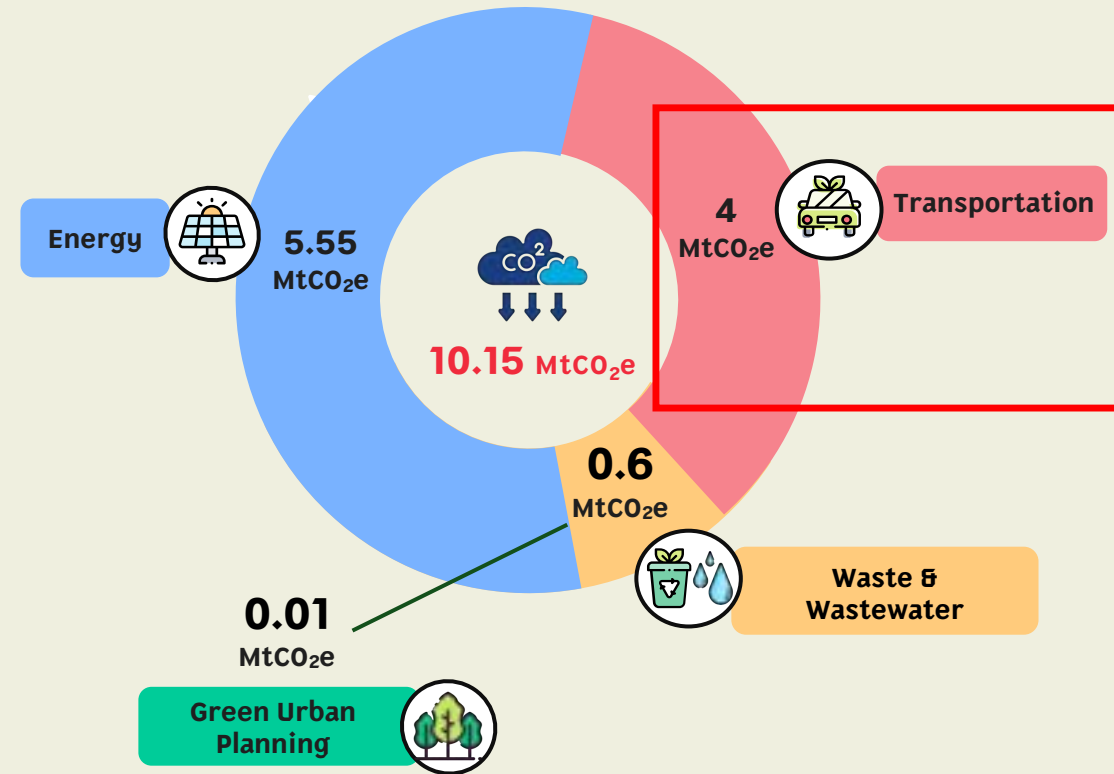 Energy
5.55
MtCO₂e
CO²
10.15 MtCO₂e
4
MtCO₂e
Transportation
0.6
MtCO₂e
Waste &
Wastewater
0.01
MtCO₂e
Green Urban
Planning